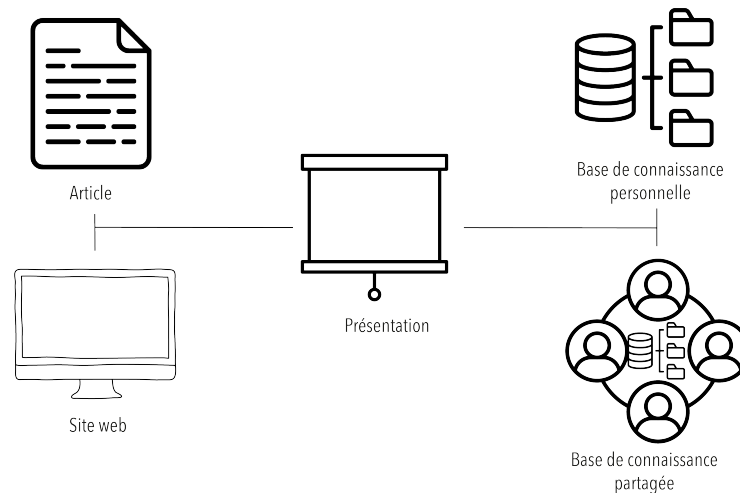 Article
Base de connaissance
personnelle
Présentation
Site web
Base de connaissance
partagée